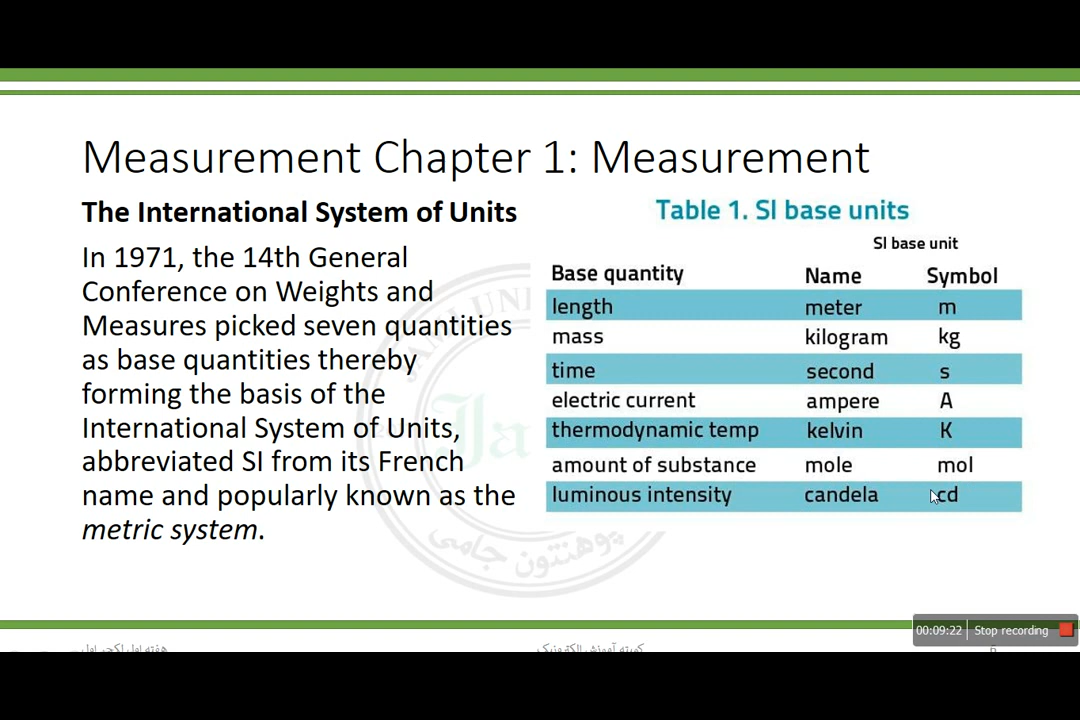 Measurement Chapter 1: Measurement
The International System of Units
In 1971, the 14th General
Conference on Weights and
Measures picked seven quantities
as base quantities thereby
forming the basis of the
International System of Units,
abbreviated SI from its French
name and popularly known as the
metric system.
Table 1. SI base units
SI base unit
Base quantity Name Symbol
length meter m
mass kilogram kg
time second s
electric current ampere A
thermodynamic temp kelvin K
amount of substance mole mol
luminous intensity candela cd
پوهنتون جامی
00:09:22 Stop recording
هفته اول لکچر اول
کمیته آموزش الکترونیک